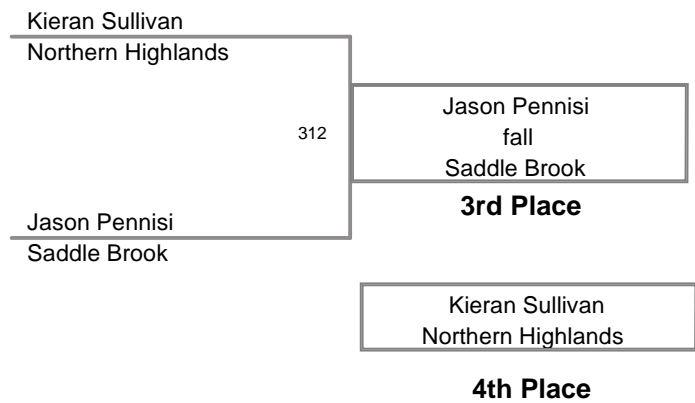 Kieran Sullivan
Northern Highlands
312
Jason Pennisi
Saddle Brook
Jason Pennisi
fall
Saddle Brook
3rd Place
Kieran Sullivan
Northern Highlands
4th Place